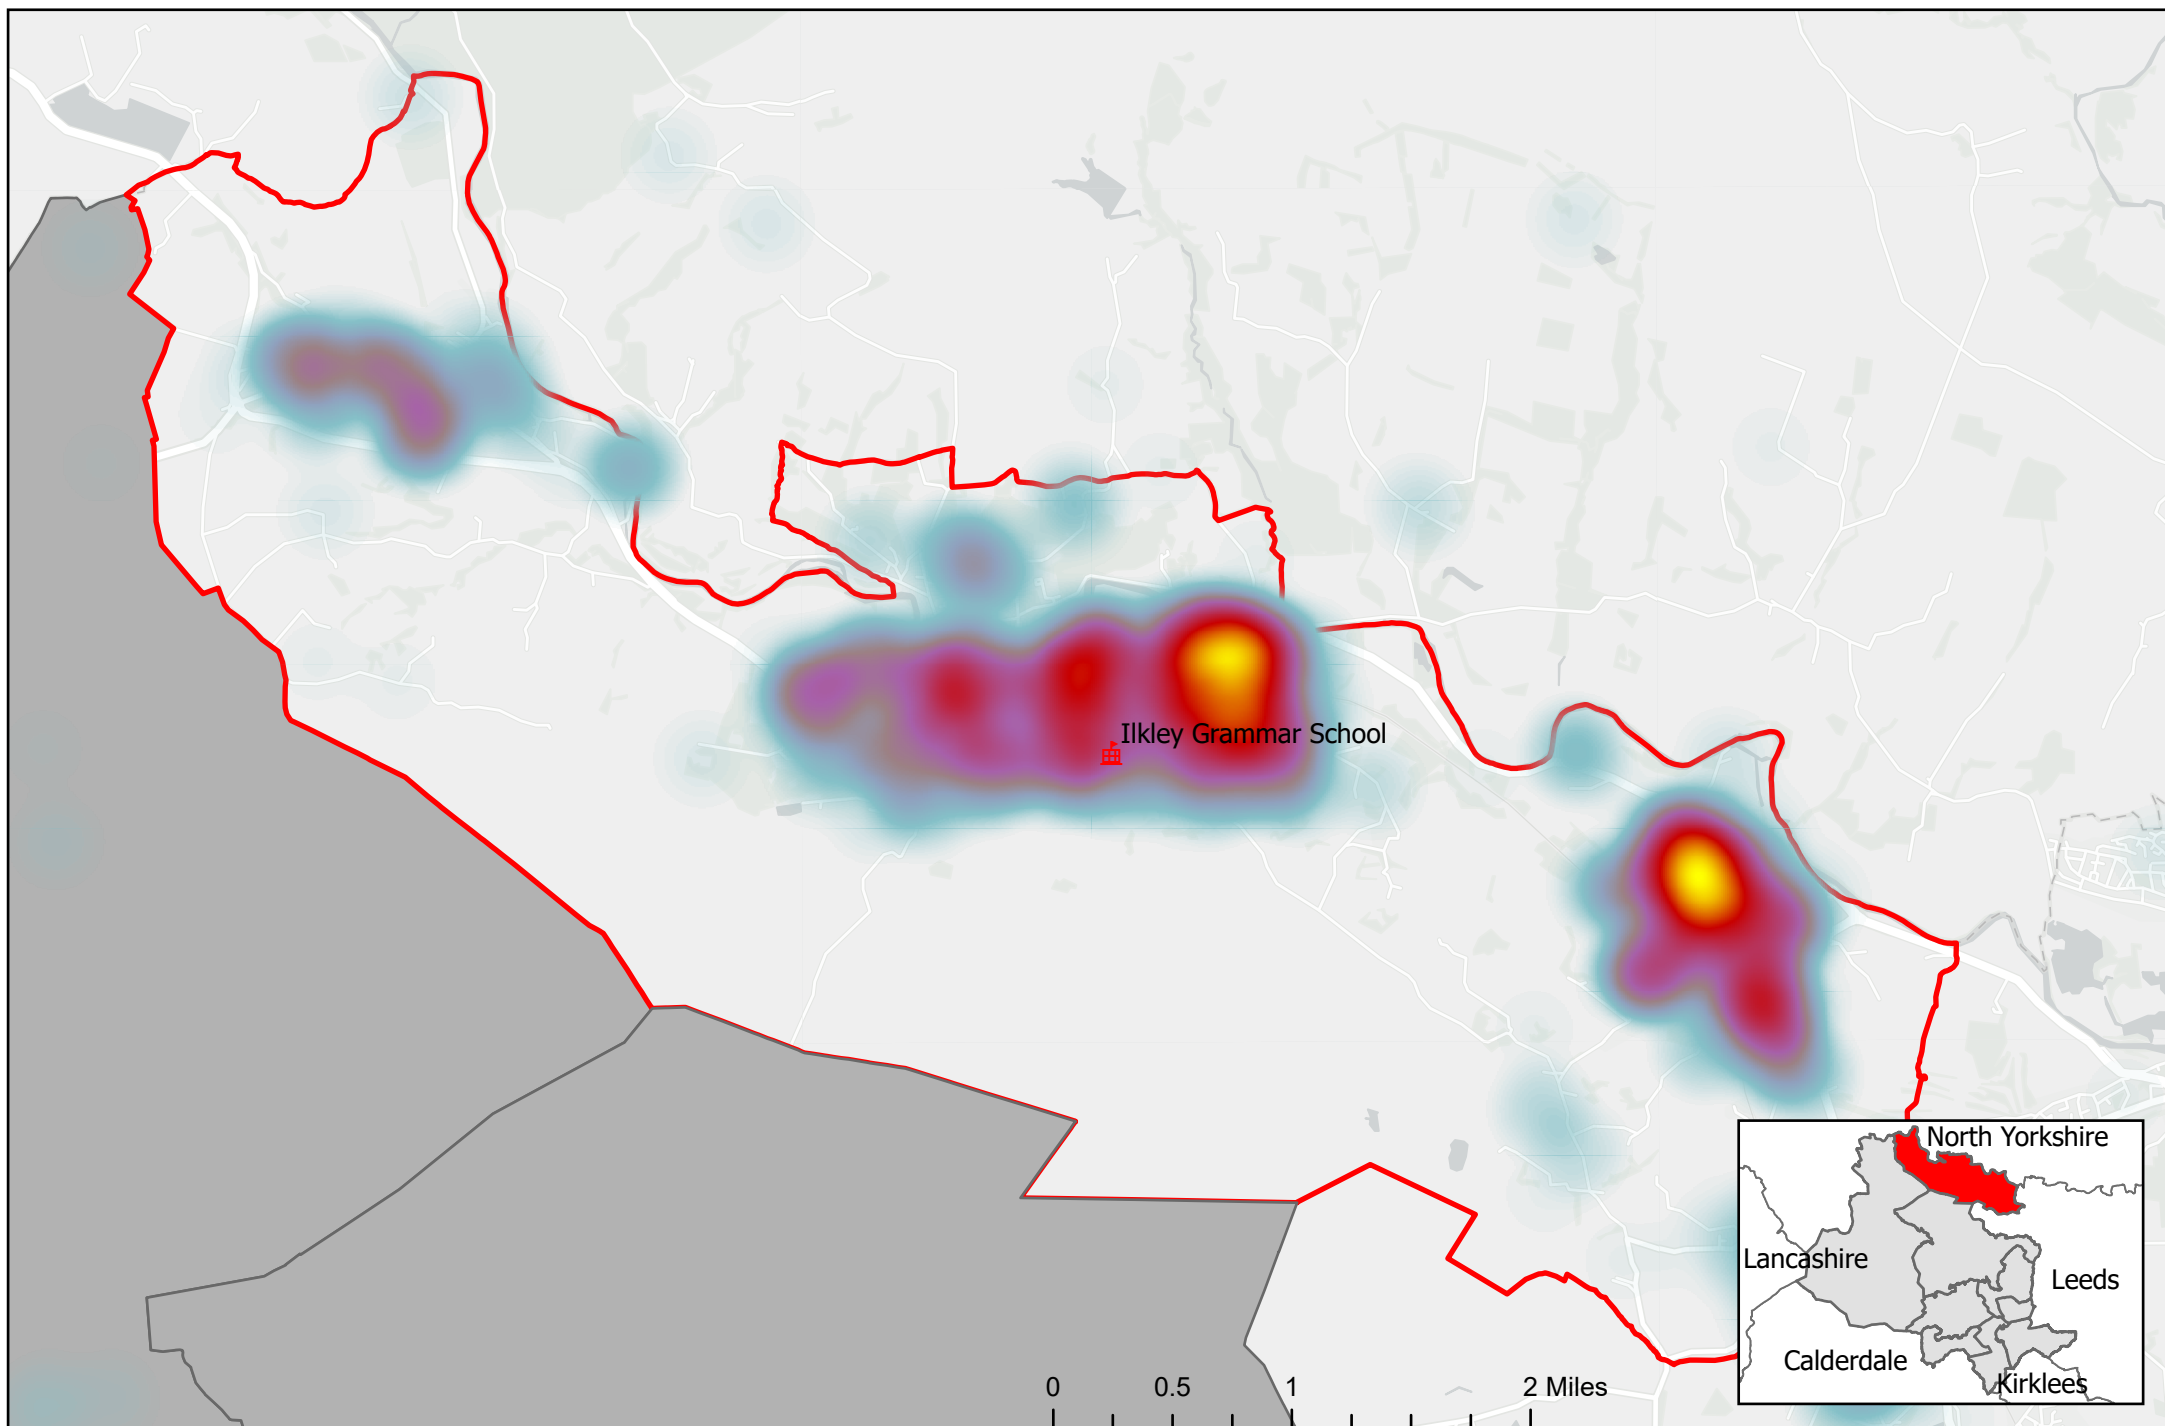 Ilkley Grammar School
North Yorkshire
Lancashire
Leeds
Calderdale
Kirklees
0 0.5 1 2 Miles